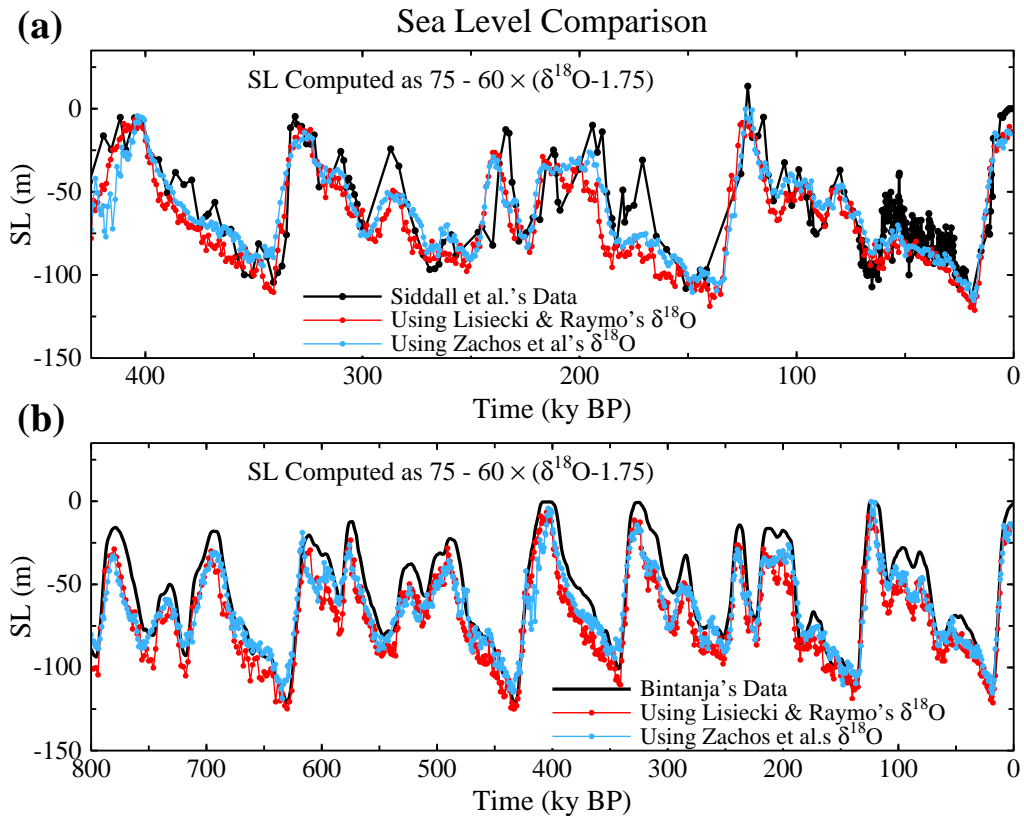 (a)
Sea Level Comparison
SL Computed as 75 - 60 × (δ¹⁸O-1.75)
0
-50
-100
-150
SL (m)
Siddall et al.'s Data
Using Lisiecki & Raymo's δ¹⁸O
Using Zachos et al's δ¹⁸O
400
300
200
100
0
Time (ky BP)
(b)
SL Computed as 75 - 60 × (δ¹⁸O-1.75)
0
-50
-100
-150
SL (m)
Bintanja's Data
Using Lisiecki & Raymo's δ¹⁸O
Using Zachos et al.s δ¹⁸O
800
700
600
500
400
300
200
100
0
Time (ky BP)